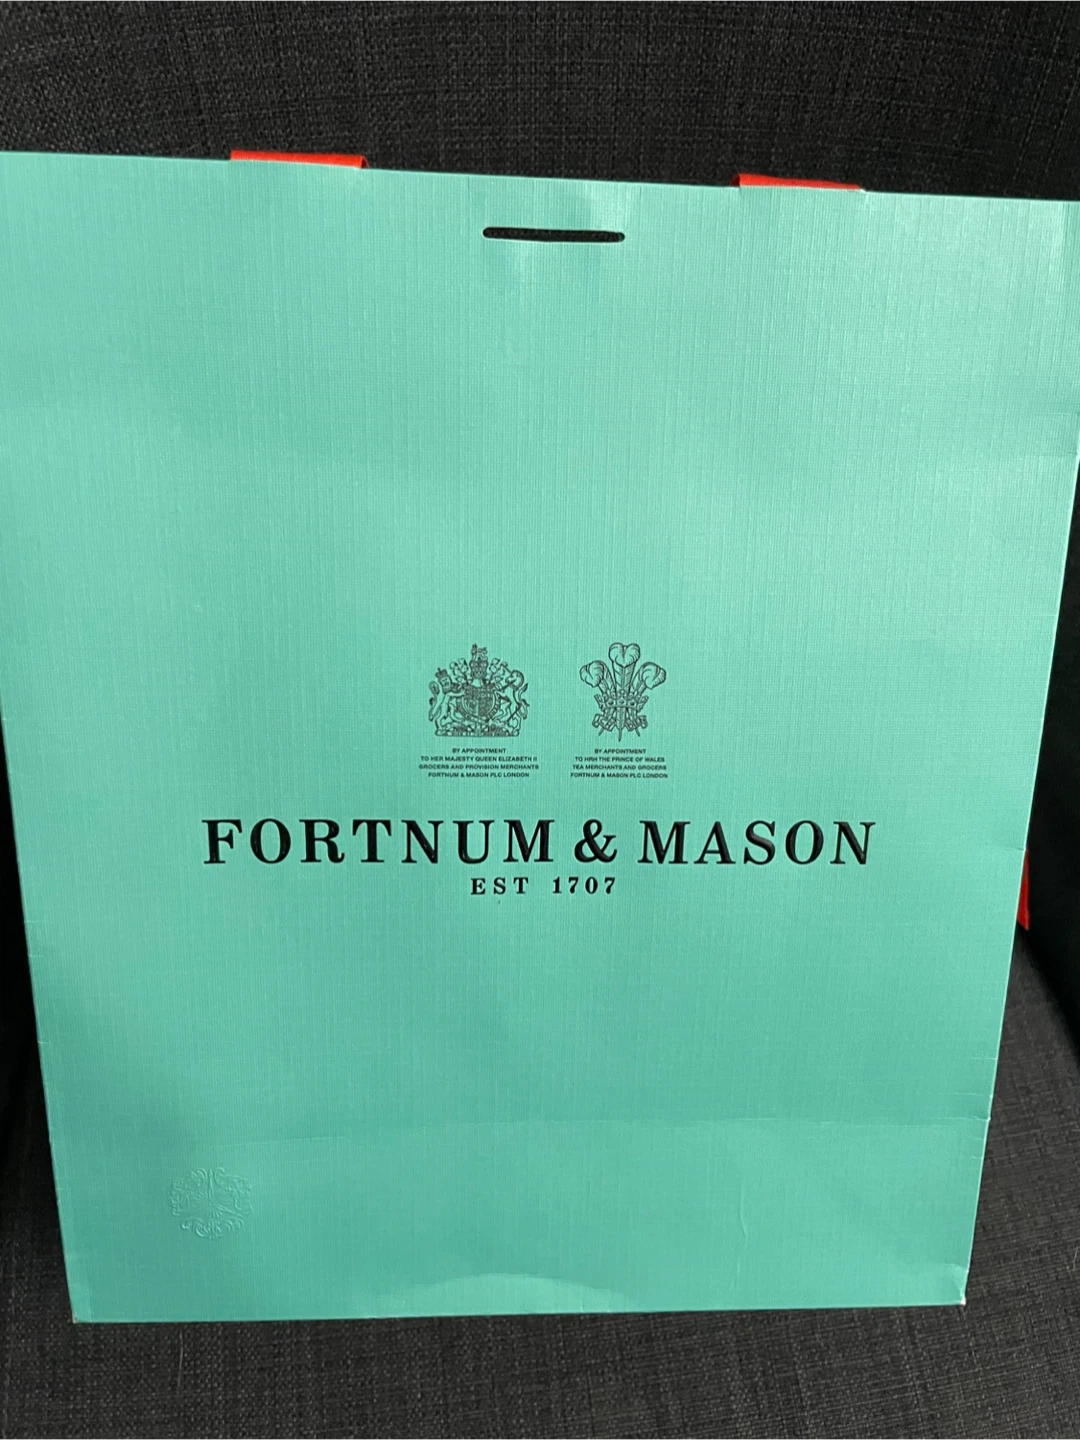 BY APPOINTMENT
TO HER MAJESTY QUEEN ELIZABETH II
GROCERS AND PROVISION MERCHANTS
FORTNUM & MASON PLC LONDON
BY APPOINTMENT
TO HRH THE PRINCE OF WALES
TEA MERCHANTS AND GROCERS
FORTNUM & MASON PLC LONDON
FORTNUM & MASON
EST 1707